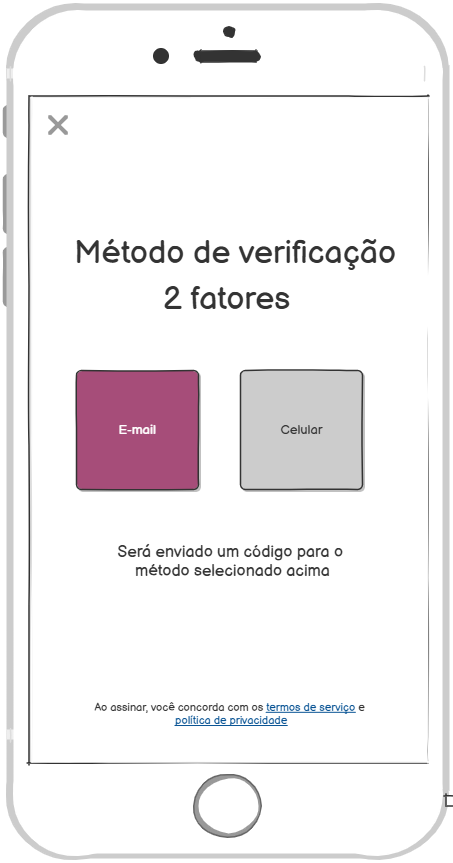 Método de verificação
2 fatores
E-mail
Celular
Será enviado um código para o
método selecionado acima
Ao assinar, você concorda com os termos de serviço e
política de privacidade